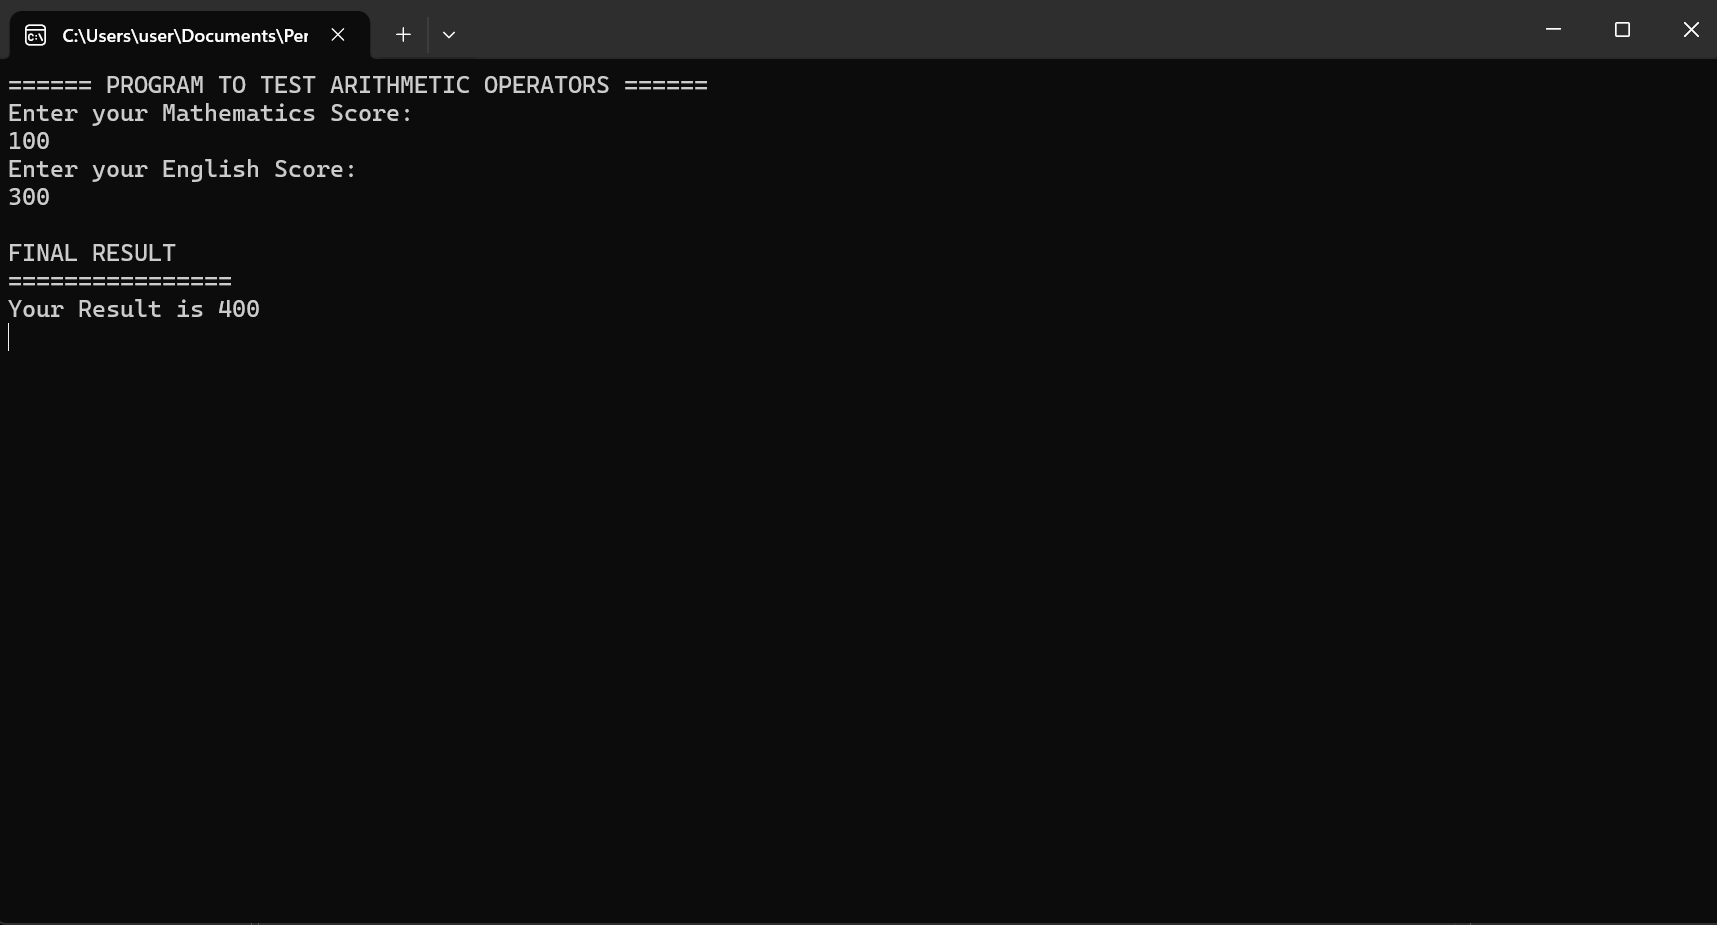 C:\Users\user\Documents\Per
====== PROGRAM TO TEST ARITHMETIC OPERATORS ======
Enter your Mathematics Score:
100
Enter your English Score:
300
FINAL RESULT
================
Your Result is 400